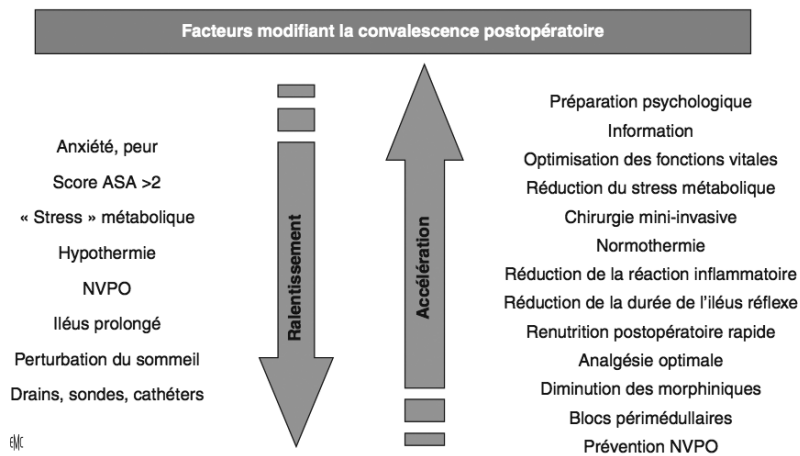 Facteurs modifiant la convalescence postopératoire
Anxiété, peur
Score ASA >2
« Stress » métabolique
Hypothermie
NVPO
Iléus prolongé
Perturbation du sommeil
Drains, sondes, cathéters
EMC
Ralentissement
Accélération
Préparation psychologique
Information
Optimisation des fonctions vitales
Réduction du stress métabolique
Chirurgie mini-invasive
Normothermie
Réduction de la réaction inflammatoire
Réduction de la durée de l'iléus réflexe
Renutrition postopératoire rapide
Analgésie optimale
Diminution des morphiniques
Blocs périmédullaires
Prévention NVPO